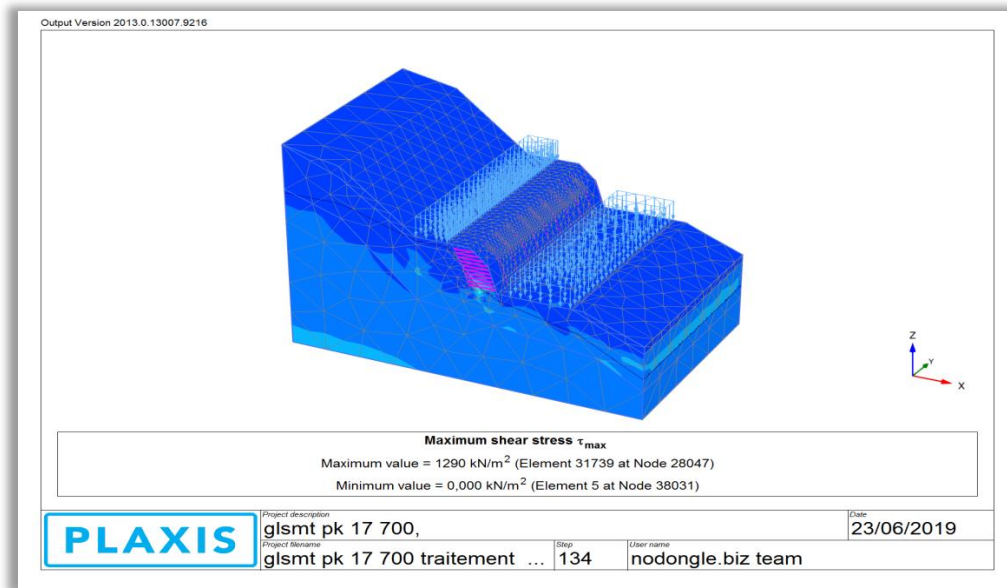 Output Version 2013.0.13007.9216
Z
Y
X
Maximum shear stress τmax
Maximum value = 1290 kN/m² (Element 31739 at Node 28047)
Minimum value = 0,000 kN/m² (Element 5 at Node 38031)
PLAXIS
Project description
glsmt pk 17 700,
Date
23/06/2019
Project filename
glsmt pk 17 700 traitement ...
Step
134
User name
nodongle.biz team